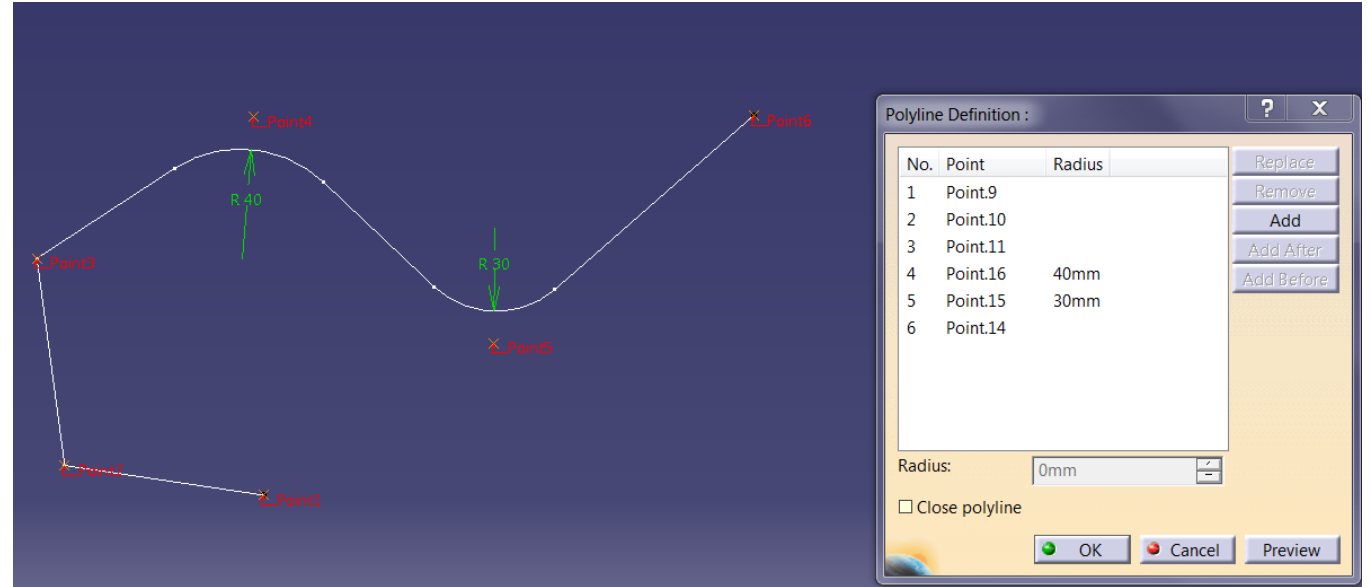 Point4
Point6
R 40
Point3
R 30
Point5
Point2
Point1
Polyline Definition :
? X
No. Point Radius
1 Point.9
2 Point.10
3 Point.11
4 Point.16 40mm
5 Point.15 30mm
6 Point.14
Replace
Remove
Add
Add After
Add Before
Radius: 0mm
Close polyline
OK Cancel Preview